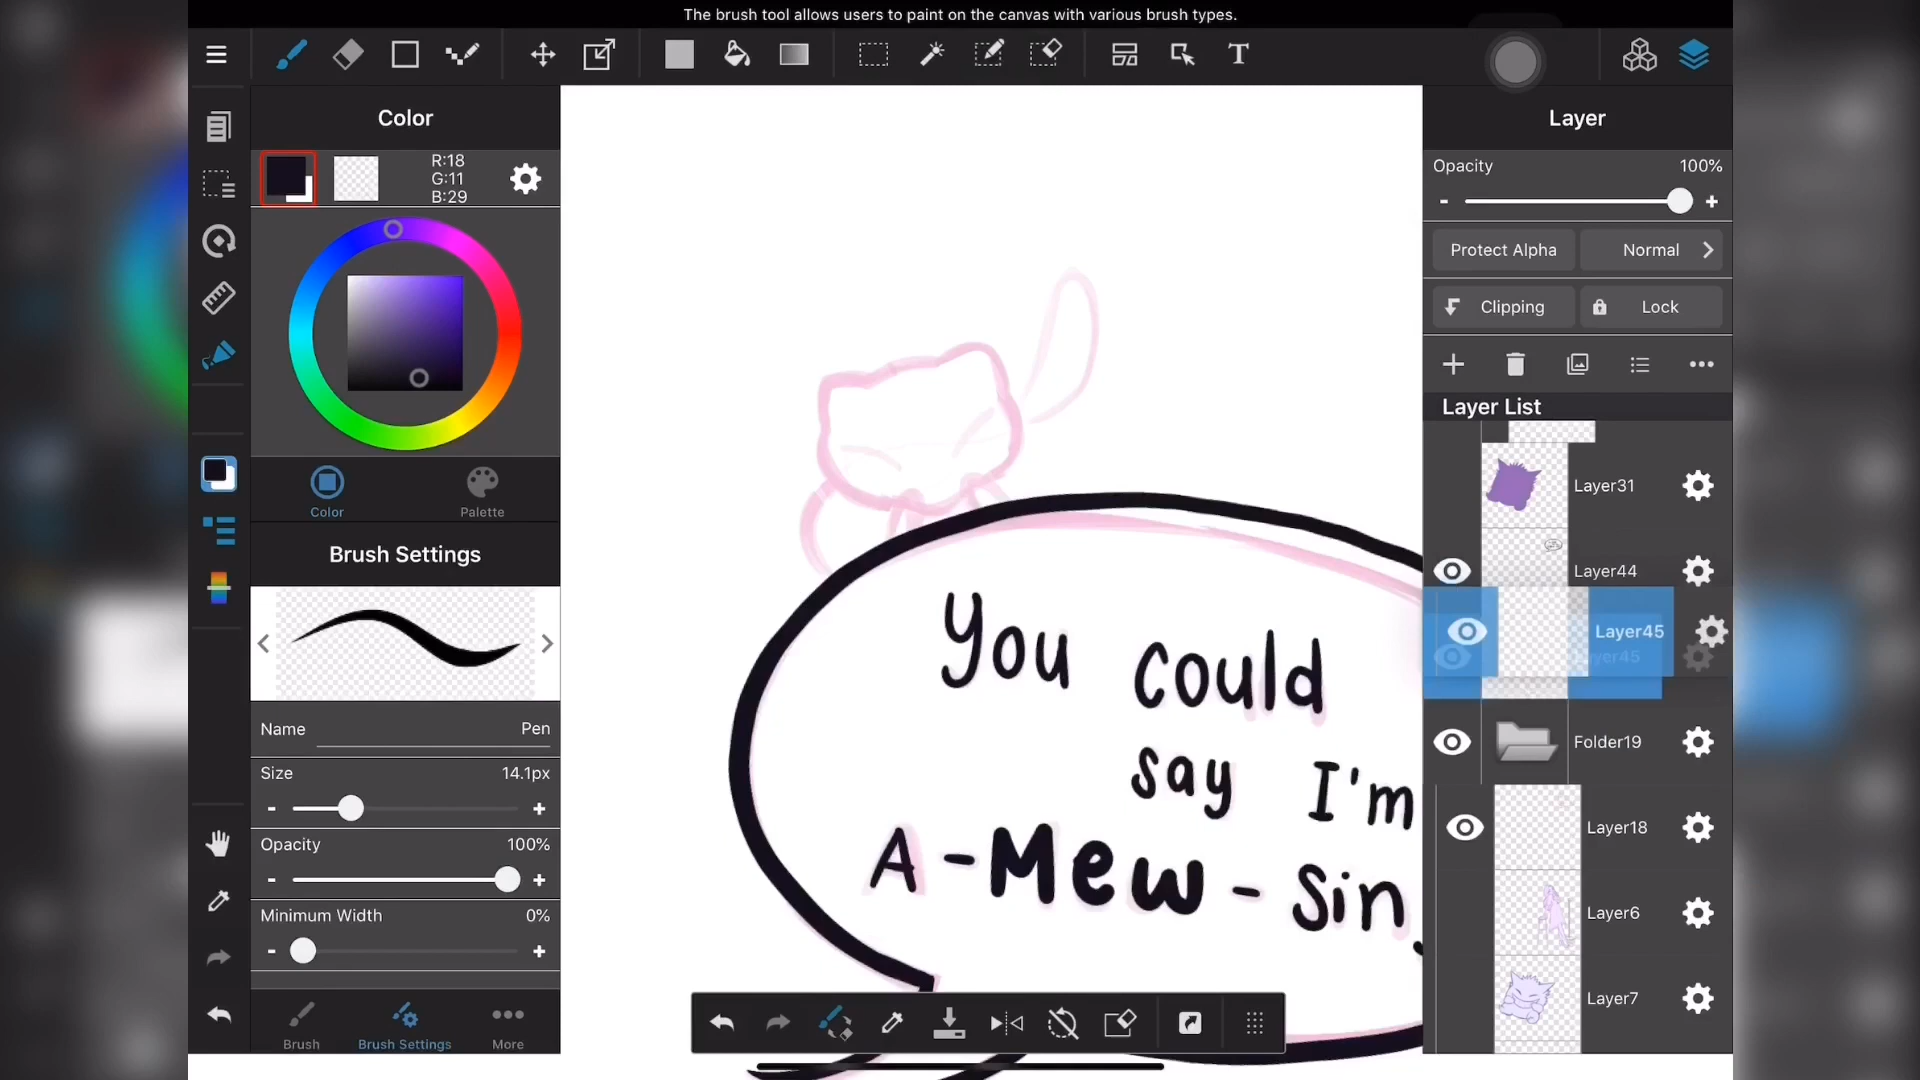 The brush tool allows users to paint on the canvas with various brush types.
T
Color
R:18
G:11
B:29
Color
Palette
Brush Settings
Name Pen
Size 14.1px
- +
Opacity 100%
- +
Minimum Width 0%
- +
Brush
Brush Settings
More
You could
say I'm
A-Mew-Sin.
Layer
Opacity 100%
- +
Protect Alpha
Normal
Clipping
Lock
Layer List
Layer31
Layer44
Layer45
Layer45
Folder19
Layer18
Layer6
Layer7